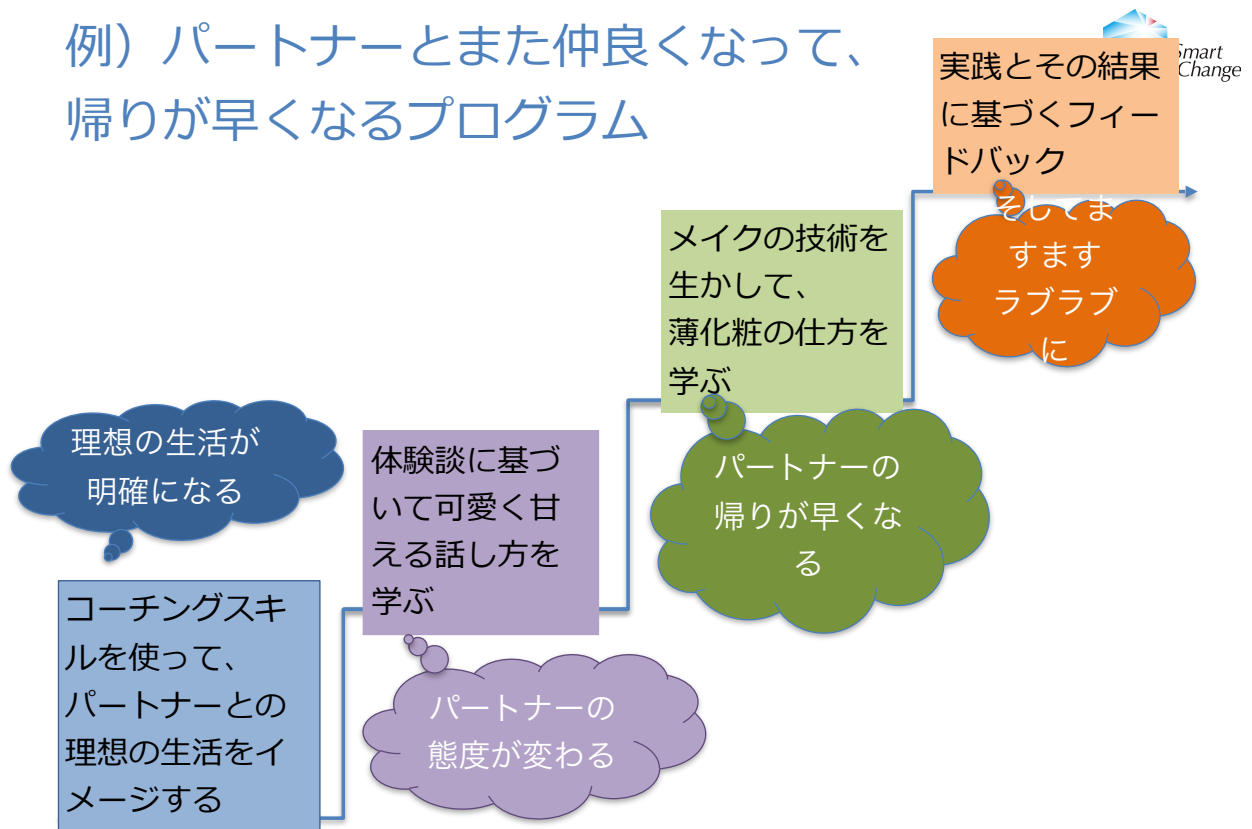 例）パートナーとまた仲良くなって、
帰りが早くなるプログラム
Smart
Change
理想の生活が
明確になる
コーチングスキ
ルを使って、
パートナーとの
理想の生活をイ
メージする
体験談に基づ
いて可愛く甘
える話し方を
学ぶ
パートナーの
態度が変わる
メイクの技術を
生かして、
薄化粧の仕方を
学ぶ
パートナーの
帰りが早くな
る
実践とその結果
に基づくフィー
ドバック
そしてま
すます
ラブラブ
に